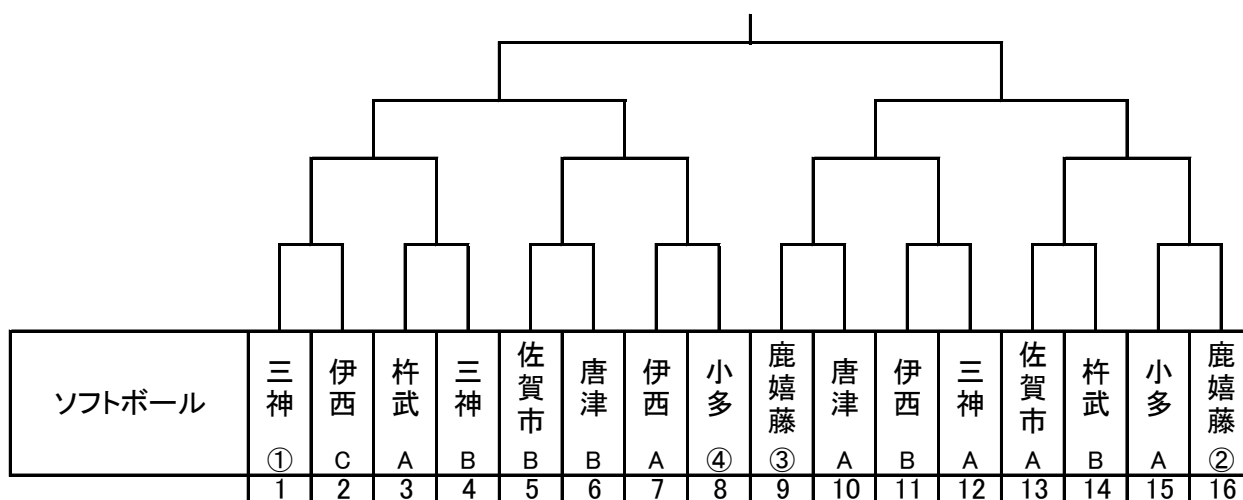 ソフトボール
三神 ①
伊西 C
杵武 A
三神 B
佐賀市 B
唐津 B
伊西 A
小多 ④
鹿嬉藤 ③
唐津 A
伊西 B
三神 A
佐賀市 A
杵武 B
小多 A
鹿嬉藤 ②
1 2 3 4 5 6 7 8 9 10 11 12 13 14 15 16